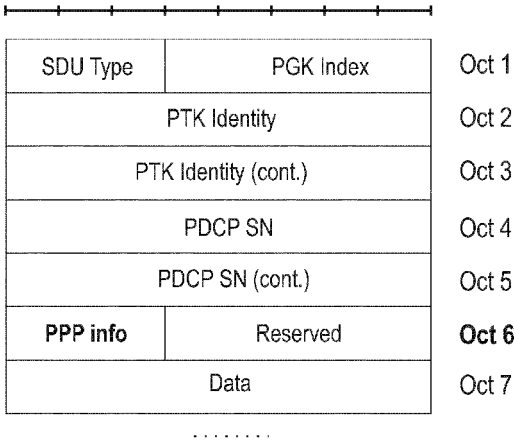 SDU Type PGK Index Oct 1
PTK Identity Oct 2
PTK Identity (cont.) Oct 3
PDCP SN Oct 4
PDCP SN (cont.) Oct 5
PPP info Reserved Oct 6
Data Oct 7
. . . . . . . .